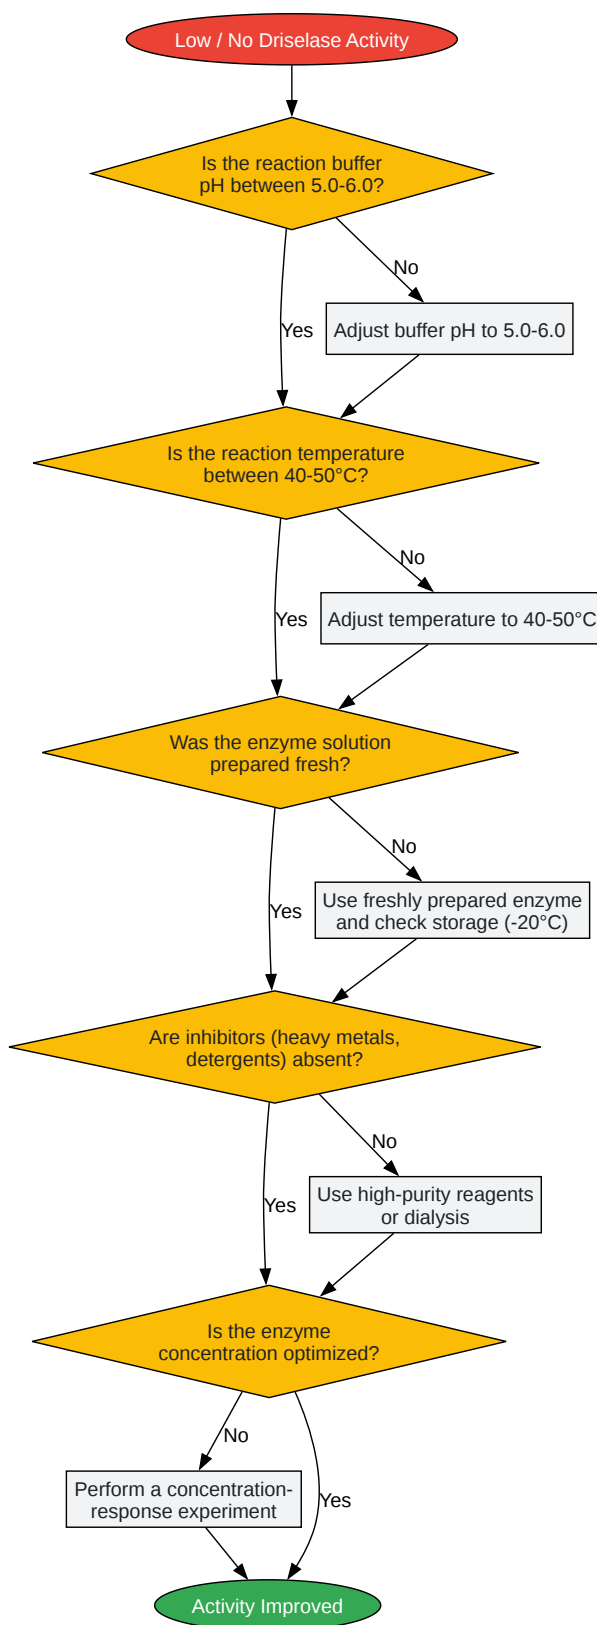 Low / No Driselase Activity
Is the reaction buffer
pH between 5.0-6.0?
No
Yes
Adjust buffer pH to 5.0-6.0
Is the reaction temperature
between 40-50°C?
No
Yes
Adjust temperature to 40-50°C
Was the enzyme solution
prepared fresh?
No
Yes
Use freshly prepared enzyme
and check storage (-20°C)
Are inhibitors (heavy metals,
detergents) absent?
No
Yes
Use high-purity reagents
or dialysis
Is the enzyme
concentration optimized?
No
Perform a concentration-
response experiment
Yes
Activity Improved